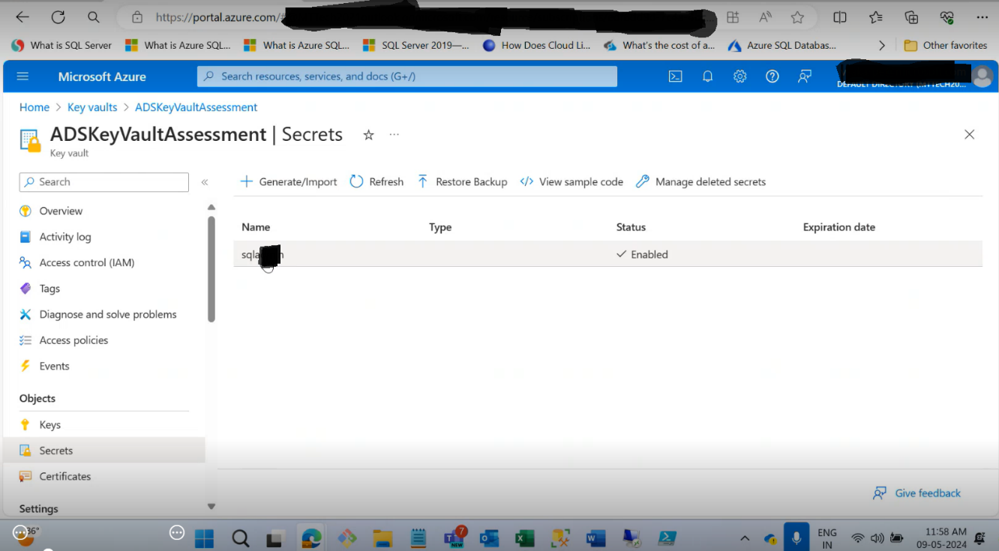 https://portal.azure.com/#
What is SQL Server What is Azure SQL... What is Azure SQL... SQL Server 2019—... How Does Cloud Li... What's the cost of a... Azure SQL Databas... Other favorites
Microsoft Azure Search resources, services, and docs (G+/)
DEFAULT DIRECTORY
Home > Key vaults > ADSKeyVaultAssessment
ADSKeyVaultAssessment | Secrets ...
Key vault
Search «
Generate/Import Refresh Restore Backup View sample code Manage deleted secrets
Overview
Activity log
Access control (IAM)
Tags
Diagnose and solve problems
Access policies
Events
Objects
Keys
Secrets
Certificates
Settings
Name Type Status Expiration date
Enabled
Give feedback
36°
7
NEW
ENG
IN
11:58 AM
09-05-2024